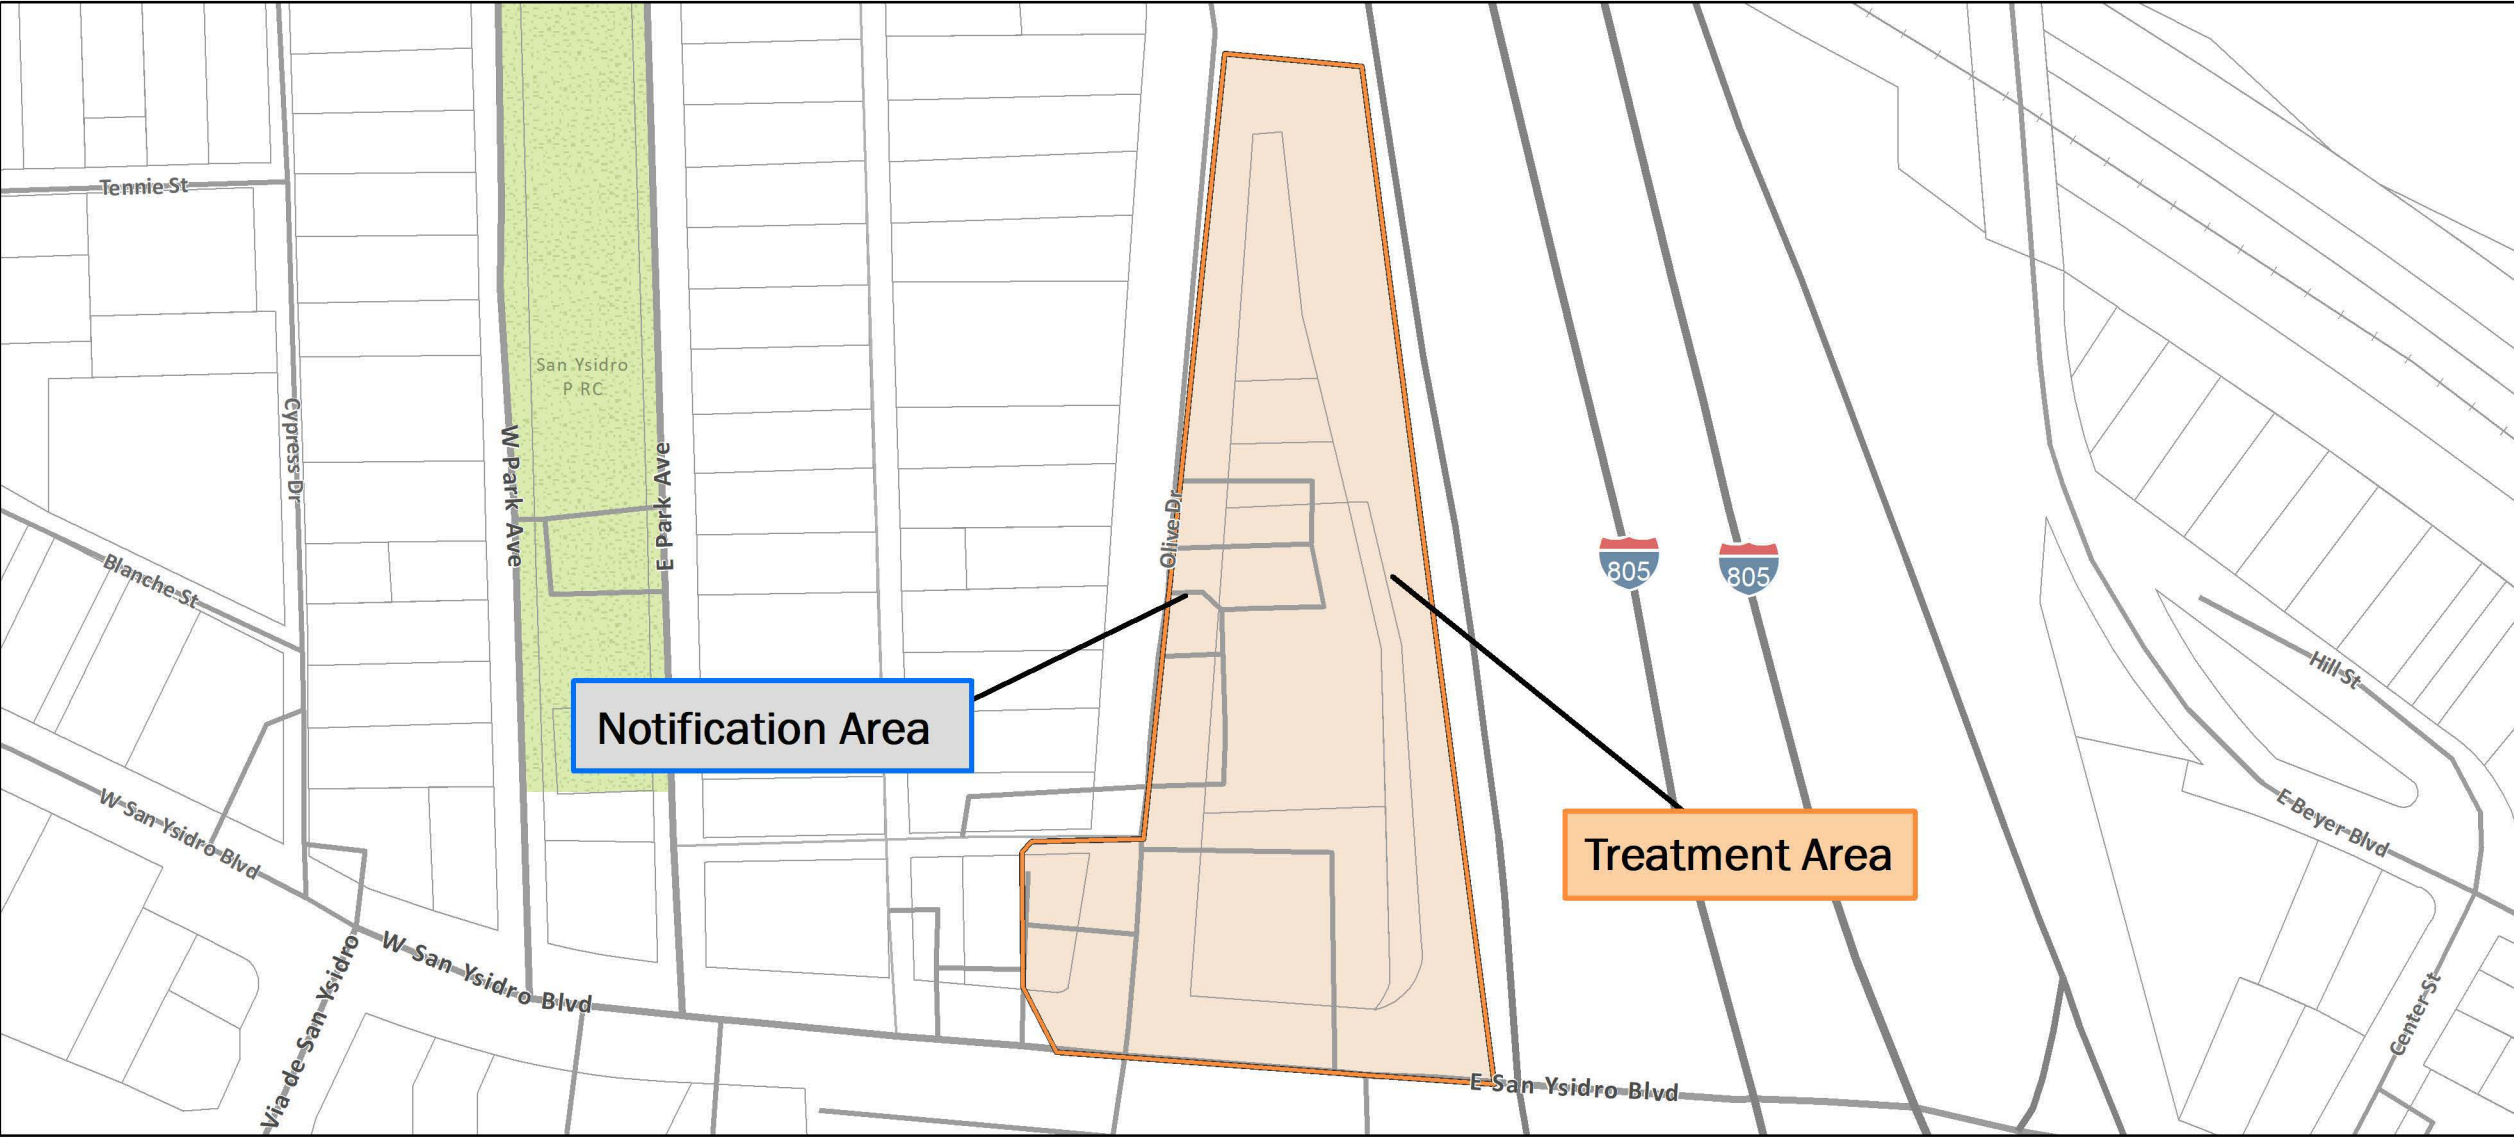 Tennie St
San Ysidro
P RC
Cypress Dr
W Park Ave
E Park Ave
Olive Dr
805
805
Blanche St
Hill St
Notification Area
W San Ysidro Blvd
E Beyer Blvd
Treatment Area
W San Ysidro Blvd
Via de San Ysidro
Center St
E San Ysidro Blvd